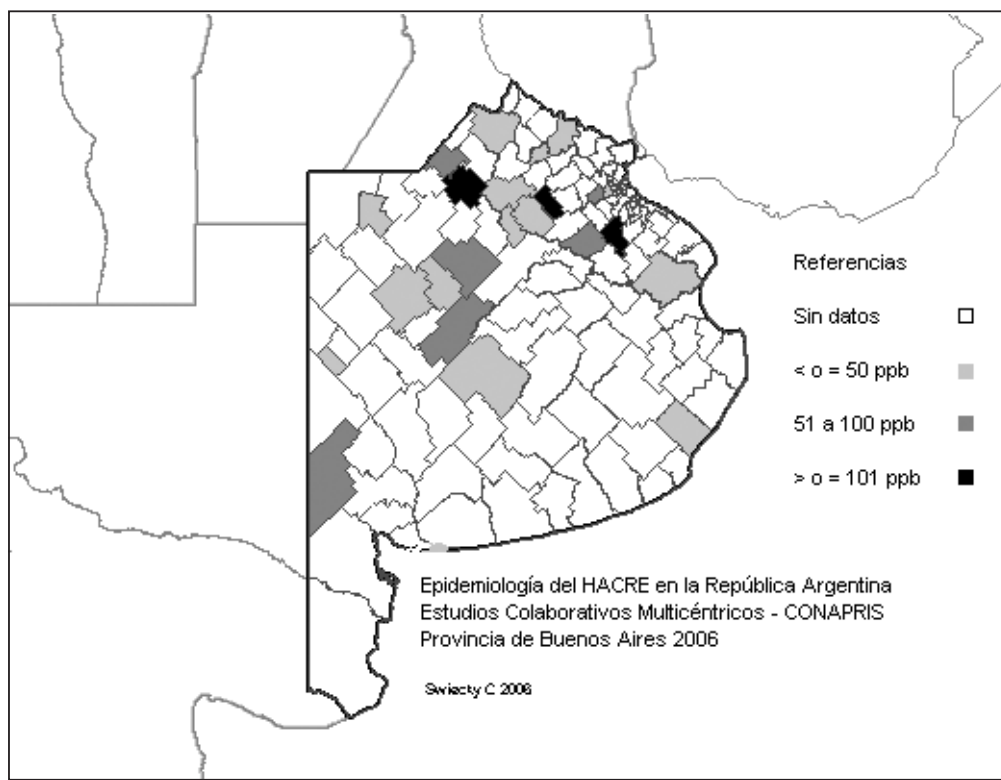 Referencias
Sin datos
< o = 50 ppb
51 a 100 ppb
> o = 101 ppb
Epidemiología del HACRE en la República Argentina
Estudios Colaborativos Multicéntricos - CONAPRIS
Provincia de Buenos Aires 2006
Swiecty C 2006